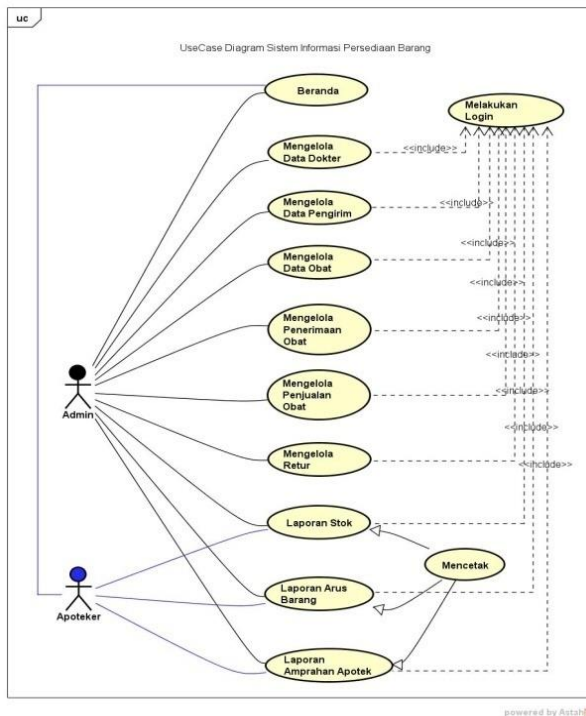 uc
UseCase Diagram Sistem Informasi Persediaan Barang
Beranda
Melakukan
Login
Mengelola
Data Dokter
<<include>>
Mengelola
Data Pengirim
<<include>>
Mengelola
Data Obat
<<include>>
<<include>>
Mengelola
Penerimaan
Obat
<<include>>
<<include>>
Mengelola
Penjualan
Obat
Admin
<<include>>
Mengelola
Retur
<<include>>
Laporan Stok
Mencetak
Laporan Arus
Barang
Apoteker
Laporan
Amprahan Apotek
powered by Astah